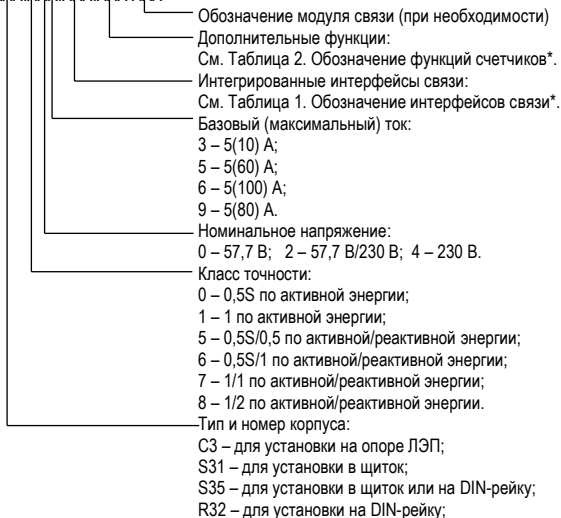 Обозначение модуля связи (при необходимости)
Дополнительные функции:
См. Таблица 2. Обозначение функций счетчиков*.
Интегрированные интерфейсы связи:
См. Таблица 1. Обозначение интерфейсов связи*.
Базовый (максимальный) ток:
3 – 5(10) А;
5 – 5(60) А;
6 – 5(100) А;
9 – 5(80) А.
Номинальное напряжение:
0 – 57,7 В; 2 – 57,7 В/230 В; 4 – 230 В.
Класс точности:
0 – 0,5S по активной энергии;
1 – 1 по активной энергии;
5 – 0,5S/0,5 по активной/реактивной энергии;
6 – 0,5S/1 по активной/реактивной энергии;
7 – 1/1 по активной/реактивной энергии;
8 – 1/2 по активной/реактивной энергии.
Тип и номер корпуса:
С3 – для установки на опоре ЛЭП;
S31 – для установки в щиток;
S35 – для установки в щиток или на DIN-рейку;
R32 – для установки на DIN-рейку;